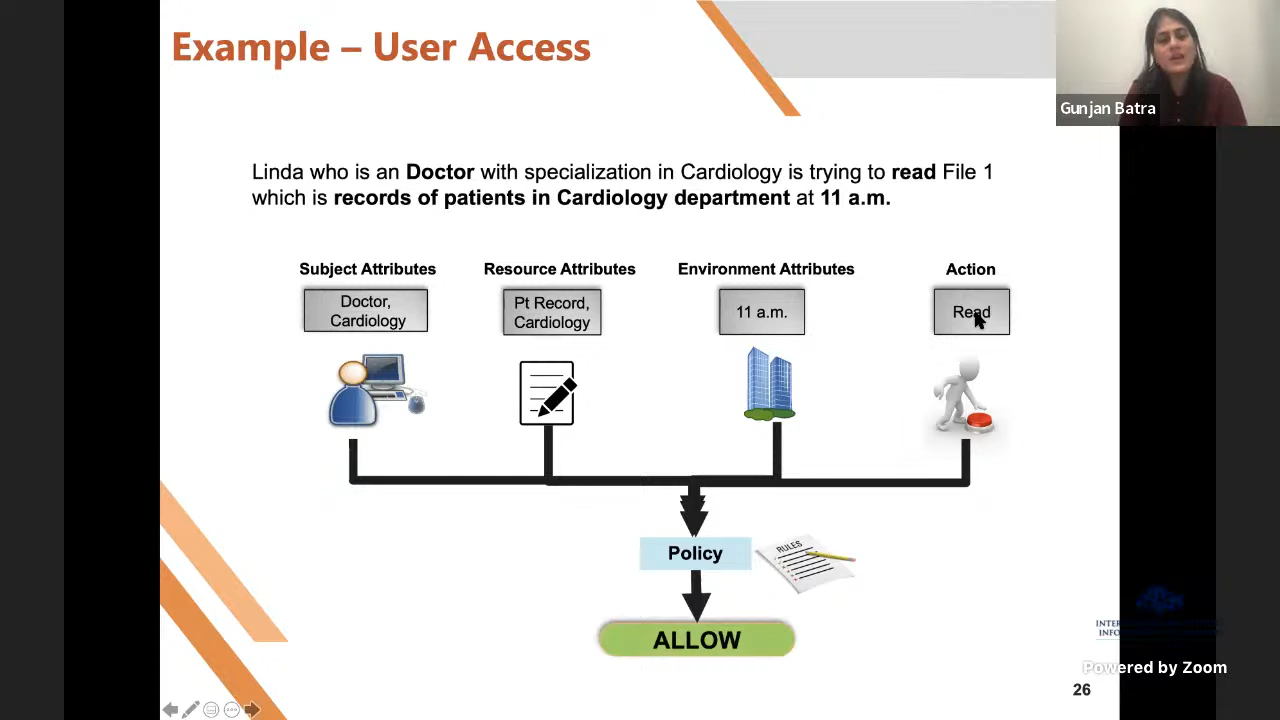 Example – User Access
Gunjan Batra
Linda who is an Doctor with specialization in Cardiology is trying to read File 1
which is records of patients in Cardiology department at 11 a.m.
Subject Attributes
Resource Attributes
Environment Attributes
Action
Doctor,
Cardiology
Pt Record,
Cardiology
11 a.m.
Read
RULES
Policy
ALLOW
Powered by Zoom
26